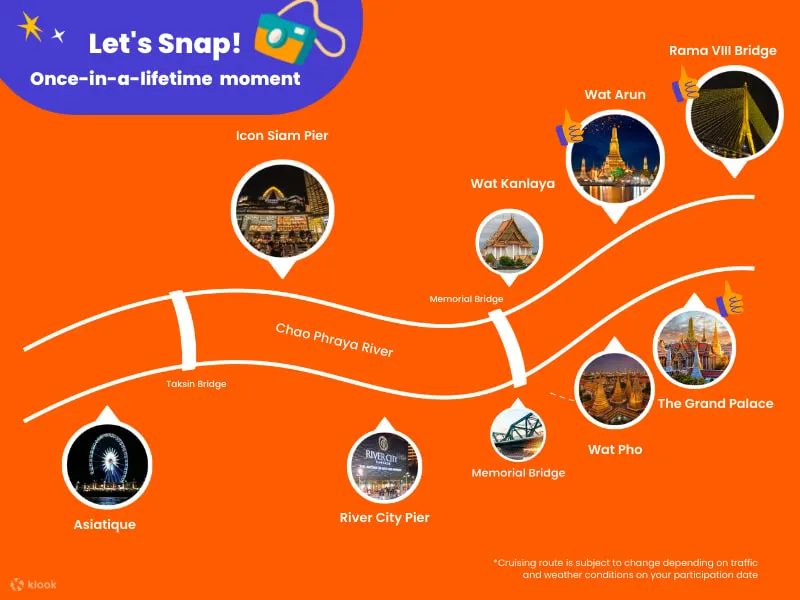 Let's Snap!
Once-in-a-lifetime moment
Rama VIII Bridge
Wat Arun
Icon Siam Pier
Wat Kanlaya
Memorial Bridge
Chao Phraya River
Taksin Bridge
The Grand Palace
RIVER CITY
Wat Pho
Memorial Bridge
River City Pier
Asiatique
*Cruising route is subject to change depending on traffic
and weather conditions on your participation date
klook